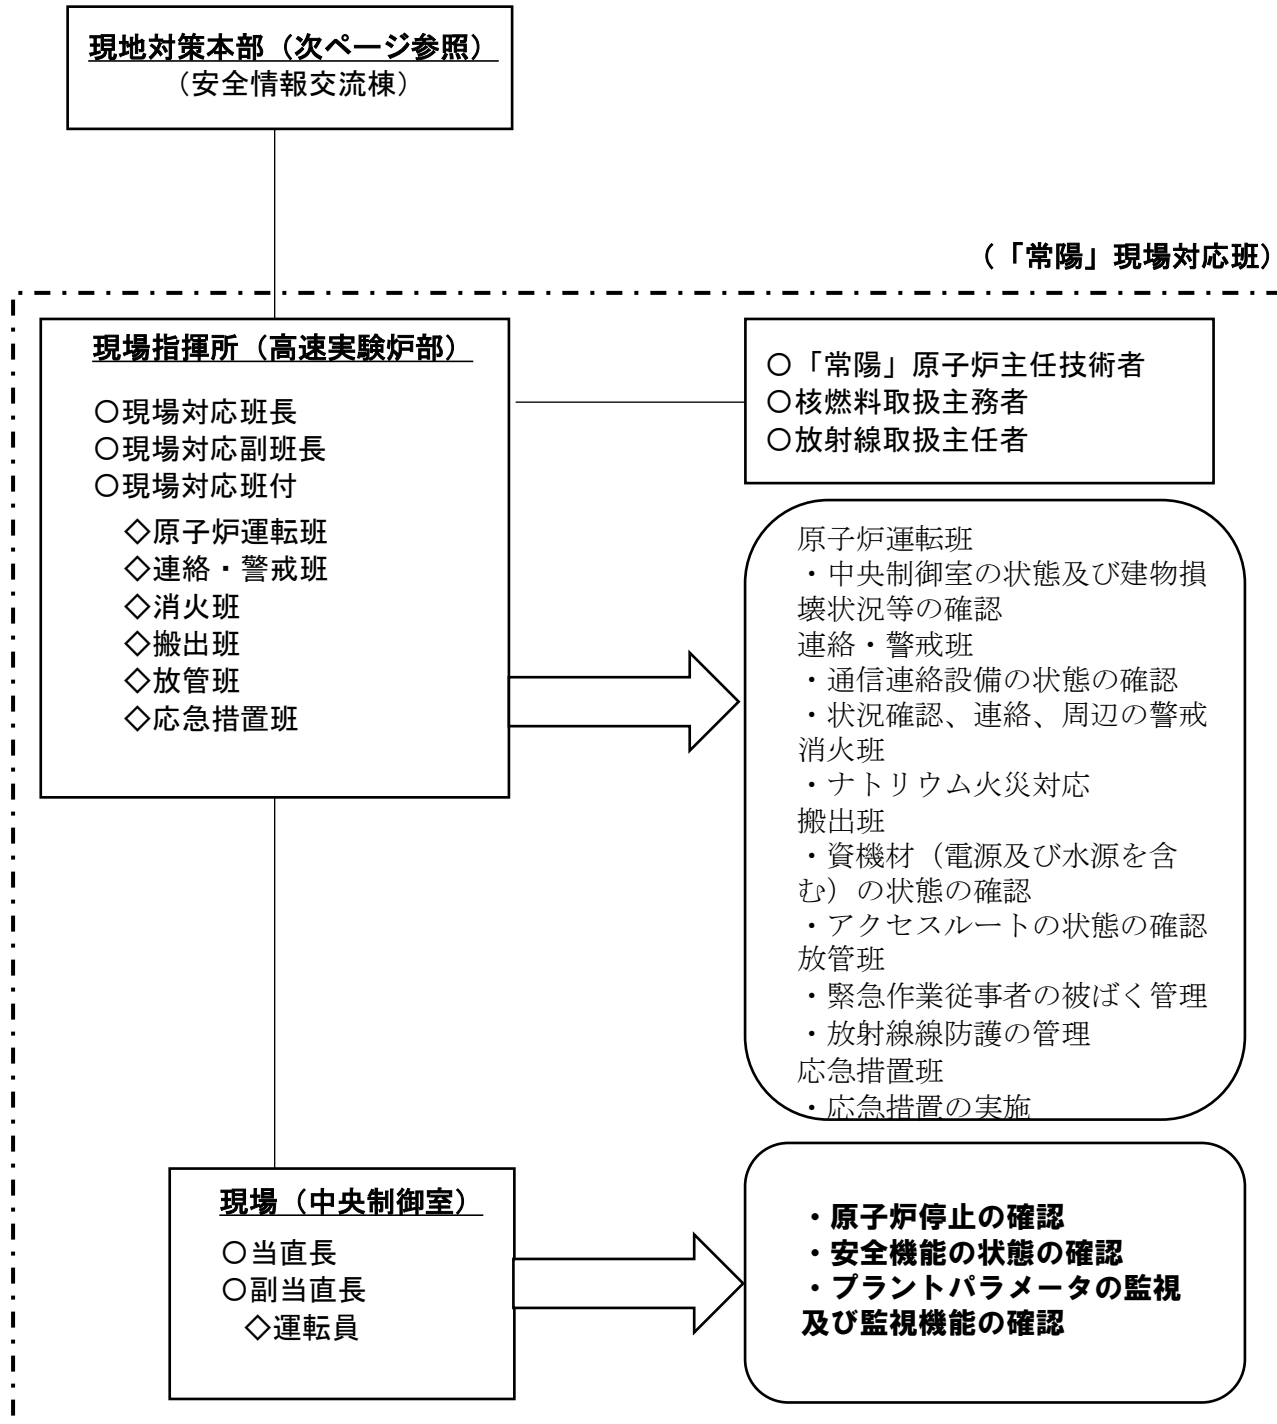 現地対策本部（次ページ参照）
（安全情報交流棟）
（「常陽」現場対応班）
現場指揮所（高速実験炉部）
○現場対応班長
○現場対応副班長
○現場対応班付
◇原子炉運転班
◇連絡・警戒班
◇消火班
◇搬出班
◇放管班
◇応急措置班
○「常陽」原子炉主任技術者
○核燃料取扱主務者
○放射線取扱主任者
原子炉運転班
・中央制御室の状態及び建物損
壊状況等の確認
連絡・警戒班
・通信連絡設備の状態の確認
・状況確認、連絡、周辺の警戒
消火班
・ナトリウム火災対応
搬出班
・資機材（電源及び水源を含
む）の状態の確認
・アクセスルートの状態の確認
放管班
・緊急作業従事者の被ばく管理
・放射線線防護の管理
応急措置班
・応急措置の実施
現場（中央制御室）
○当直長
○副当直長
◇運転員
・原子炉停止の確認
・安全機能の状態の確認
・プラントパラメータの監視
及び監視機能の確認